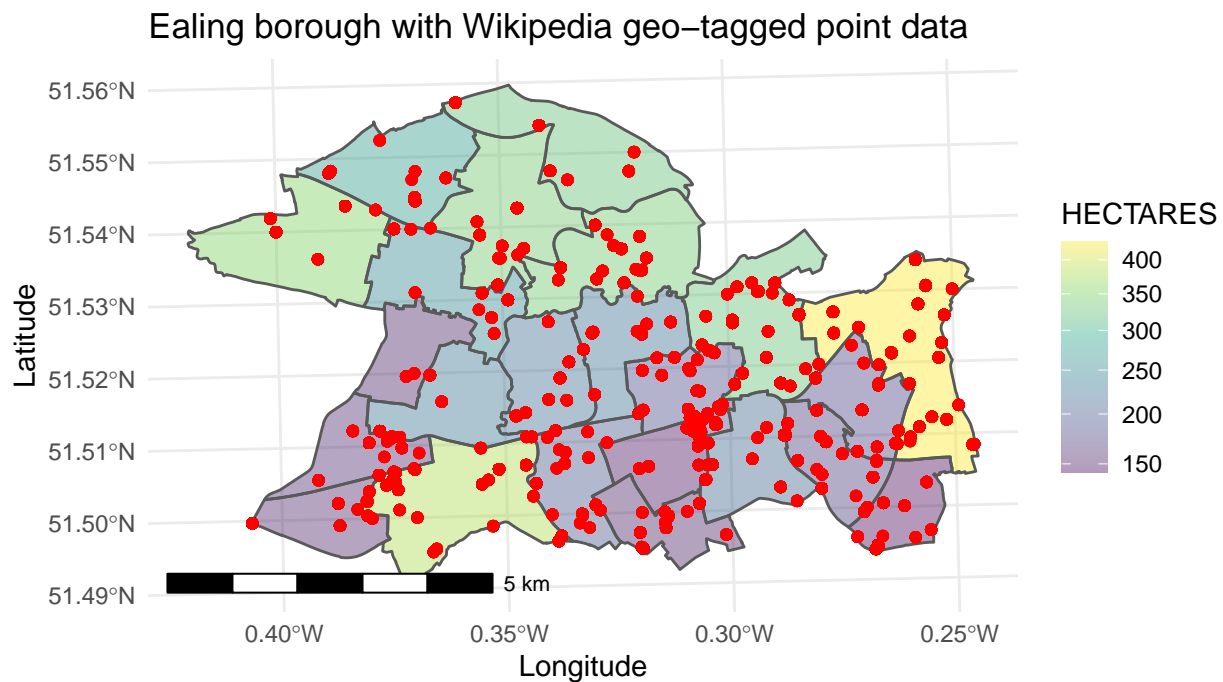 Ealing borough with Wikipedia geo−tagged point data
51.56°N
51.55°N
51.54°N
51.53°N
51.52°N
51.51°N
51.50°N
51.49°N
Latitude
5 km
0.40°W
0.35°W
0.30°W
0.25°W
Longitude
HECTARES
400
350
300
250
200
150